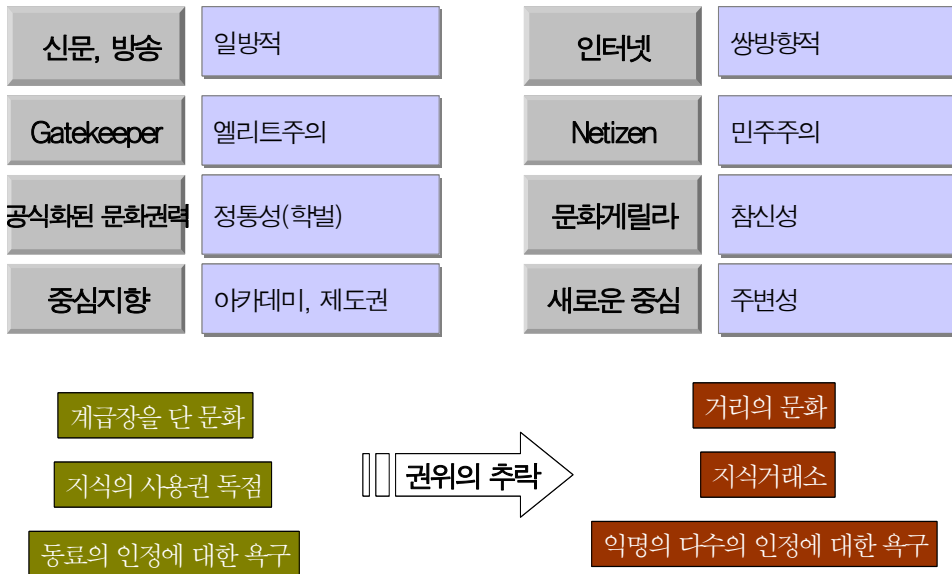 신문, 방송
일방적
인터넷
쌍방향적
Gatekeeper
엘리트주의
Netizen
민주주의
공식화된 문화권력
정통성(학벌)
문화게릴라
참신성
중심지향
아카데미, 제도권
새로운 중심
주변성
계급장을 단 문화
거리의 문화
지식의 사용권 독점
권위의 추락
지식거래소
동료의 인정에 대한 욕구
익명의 다수의 인정에 대한 욕구